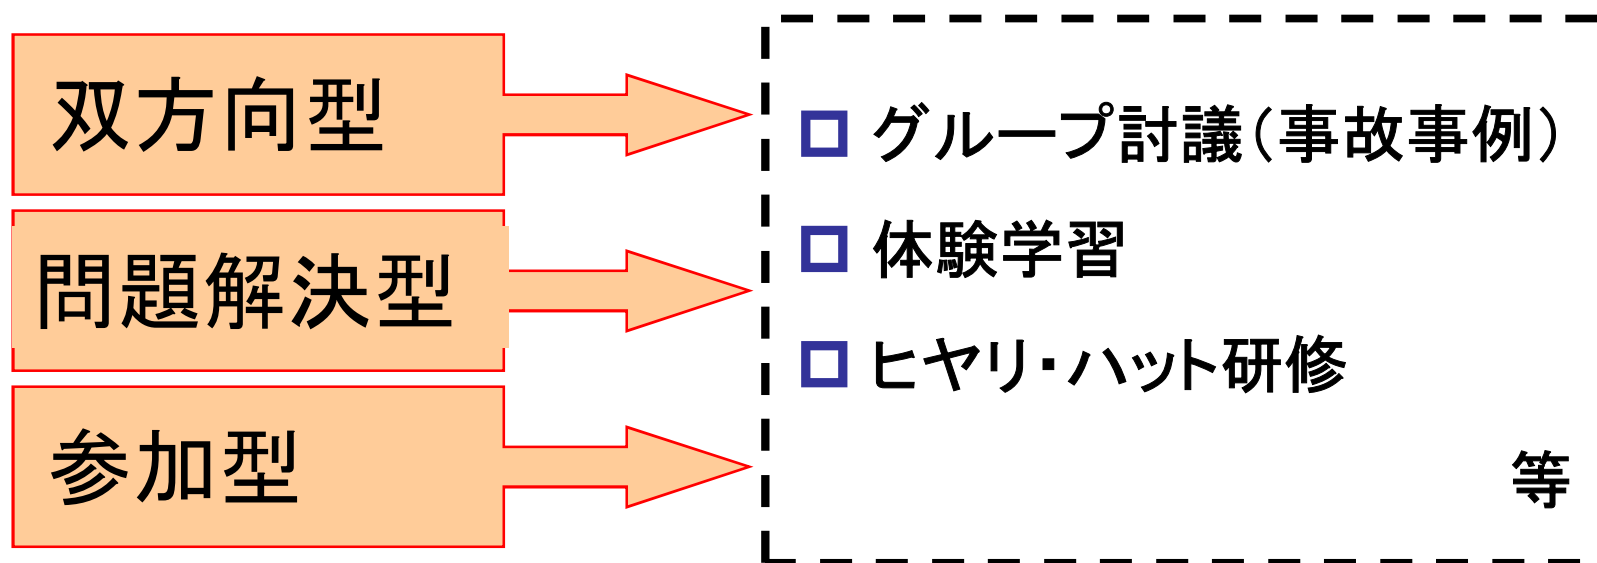 双方向型
問題解決型
参加型
グループ討議（事故事例）
体験学習
ヒヤリ・ハット研修
等